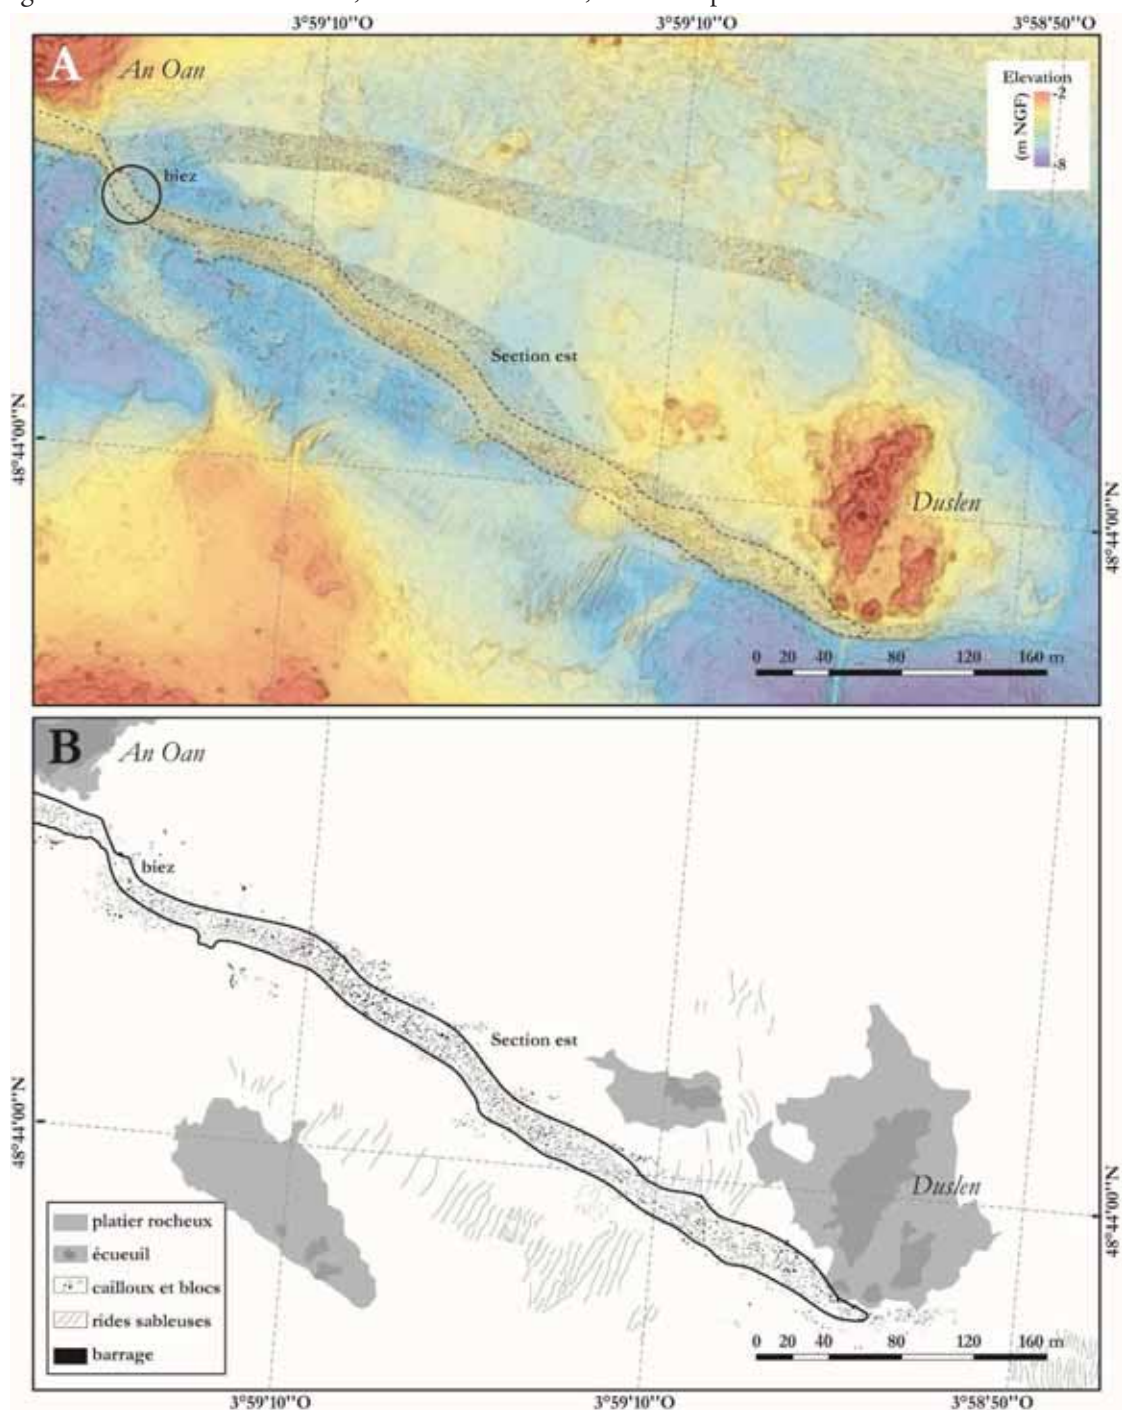 3°59'10''O 3°59'10''O 3°58'50''O
A An Oan
Elevation
(m NGF)
-2
-8
biez
Section est
48°44'00''N
Duslen
48°44'00''N
0 20 40 80 120 160 m
B An Oan
biez
Section est
48°44'00''N
Duslen
48°44'00''N
platier rocheux
écueuil
cailloux et blocs
rides sableuses
barrage
0 20 40 80 120 160 m
3°59'10''O 3°59'10''O 3°58'50''O